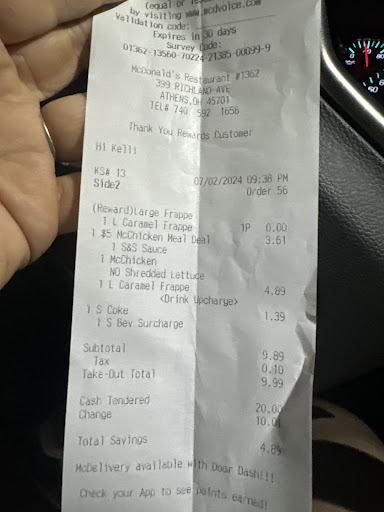 (equal or
by visiting www.mcdvoice.com
Validation code:
Expires in 30 days
Survey Code:
01362-13560-70224-21385-00099-9
McDonald's Restaurant #1362
399 RICHLAND AVE
ATHENS,OH 45701
TEL# 740 592 1656
Thank You Rewards Customer
Hi Kelli
KS# 13 07/02/2024 09:38 PM
Side2 Order 56
(Reward)Large Frappe
1 L Caramel Frappe 1P 0.00
1 $5 McChicken Meal Deal 3.61
1 S&S Sauce
1 McChicken
NO Shredded Lettuce
1 L Caramel Frappe 4.89
<Drink Upcharge>
1 S Coke 1.39
1 S Bev Surcharge
Subtotal 9.89
Tax 0.10
Take-Out Total 9.99
Cash Tendered 20.00
Change 10.01
Total Savings 4.89
McDelivery available with Door Dash!!!
Check your App to see points earned!